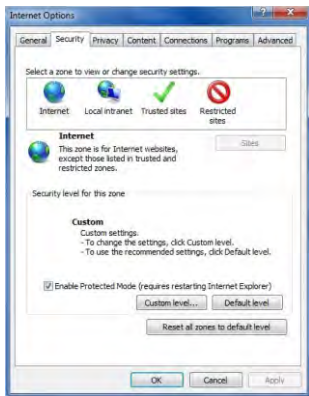 Internet Options
General Security Privacy Content Connections Programs Advanced
Select a zone to view or change security settings.
Internet Local intranet Trusted sites Restricted
sites
Internet
Sites
This zone is for Internet websites,
except those listed in trusted and
restricted zones.
Security level for this zone
Custom
Custom settings.
- To change the settings, click Custom level.
- To use the recommended settings, click Default level.
Enable Protected Mode (requires restarting Internet Explorer)
Custom level... Default level
Reset all zones to default level
OK Cancel Apply